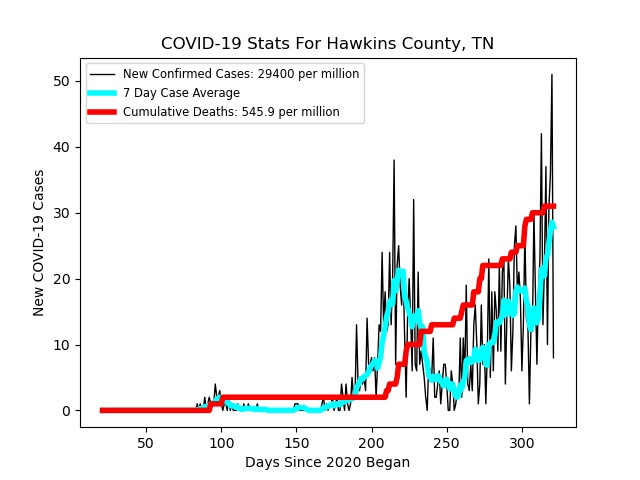 COVID-19 Stats For Hawkins County, TN
New Confirmed Cases: 29400 per million
7 Day Case Average
Cumulative Deaths: 545.9 per million
New COVID-19 Cases
50
40
30
20
10
0
50 100 150 200 250 300
Days Since 2020 Began